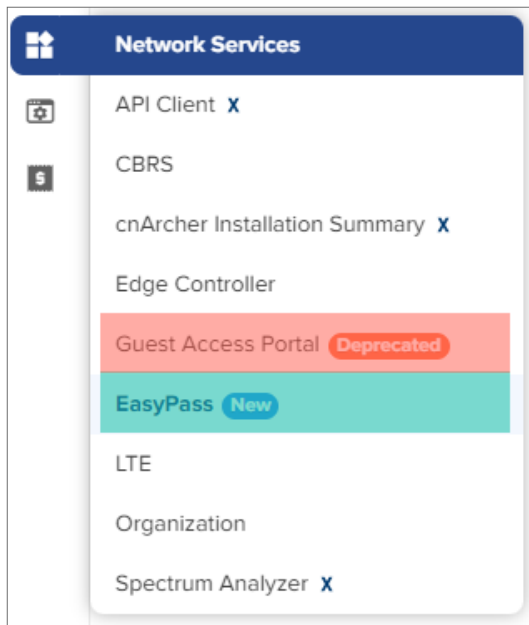 Network Services
API Client X
CBRS
cnArcher Installation Summary X
Edge Controller
Guest Access Portal Deprecated
EasyPass New
LTE
Organization
Spectrum Analyzer X
$